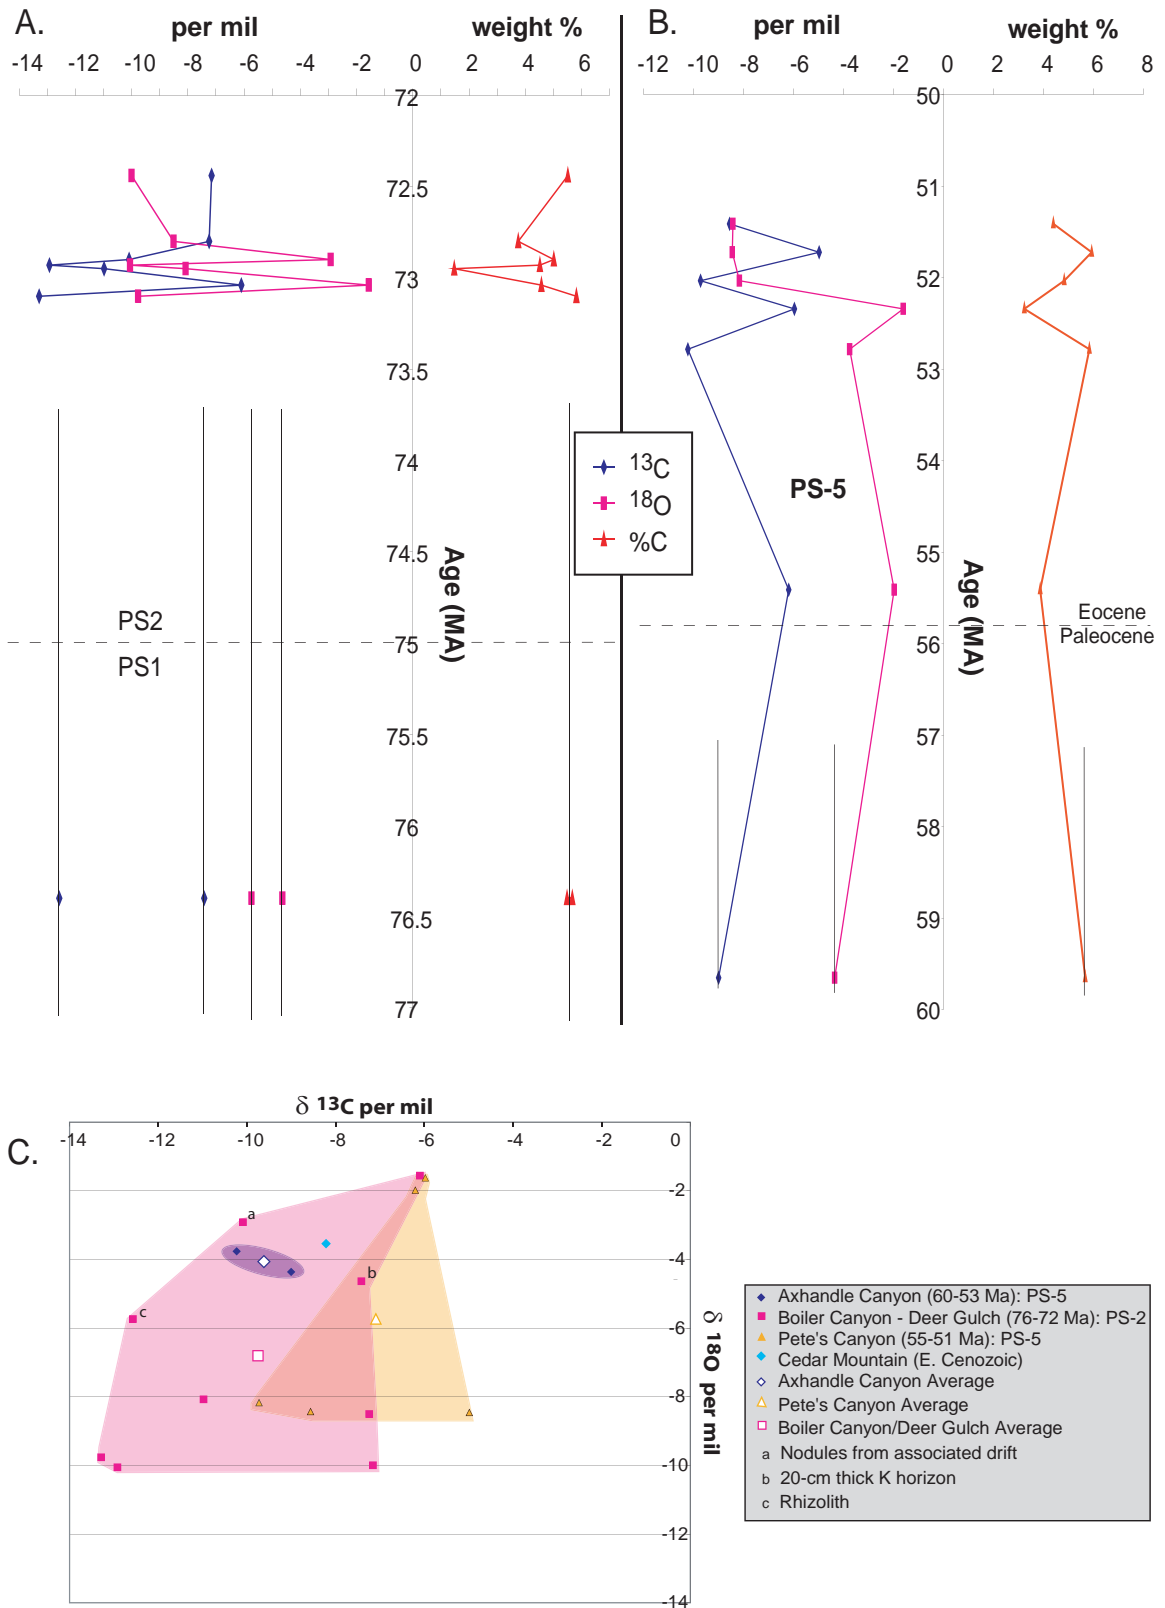 A.
per mil
weight %
-14 -12 -10 -8 -6 -4 -2 0 2 4 6
72
72.5
73
73.5
74
74.5
75
75.5
76
76.5
77
Age (MA)
PS2
PS1
13C
18O
%C
B.
per mil
weight %
-12 -10 -8 -6 -4 -2 0 2 4 6 8
50
51
52
53
54
55
56
57
58
59
60
Age (MA)
PS-5
Eocene
Paleocene
C.
δ 13C per mil
-14 -12 -10 -8 -6 -4 -2 0
-2
-4
-6
-8
-10
-12
-14
δ 18O per mil
a
b
c
Axhandle Canyon (60-53 Ma): PS-5
Boiler Canyon - Deer Gulch (76-72 Ma): PS-2
Pete's Canyon (55-51 Ma): PS-5
Cedar Mountain (E. Cenozoic)
Axhandle Canyon Average
Pete's Canyon Average
Boiler Canyon/Deer Gulch Average
a Nodules from associated drift
b 20-cm thick K horizon
c Rhizolith